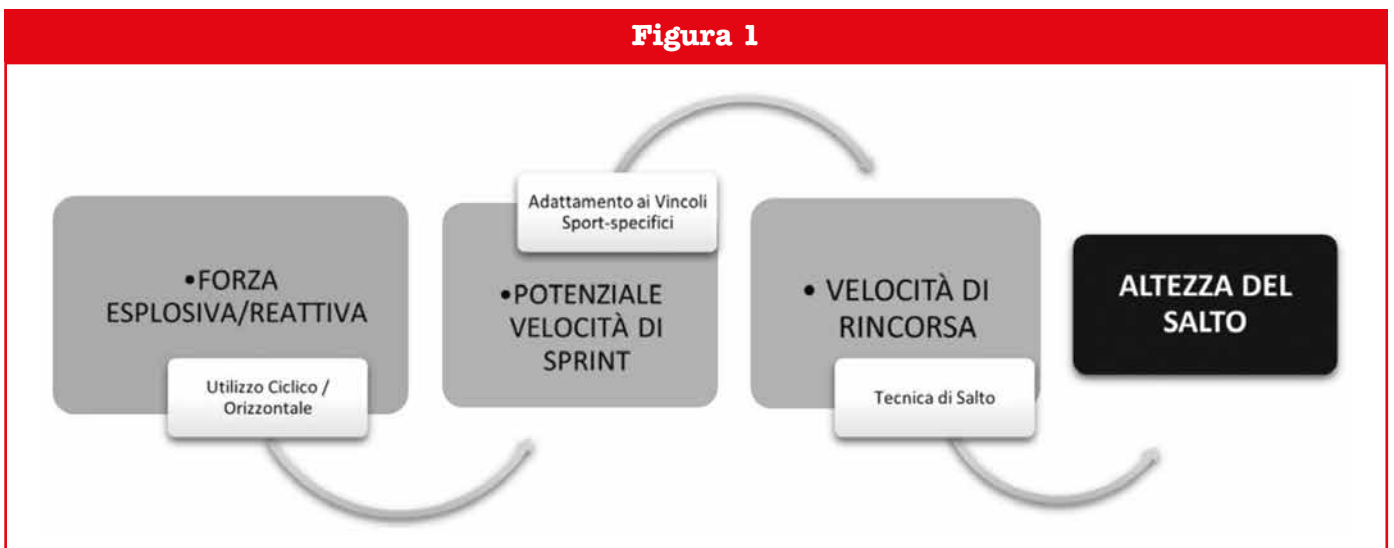 Figura 1
•FORZA
ESPLOSIVA/REATTIVA
Utilizzo Ciclico /
Orizzontale
Adattamento ai Vincoli
Sport-specifici
•POTENZIALE
VELOCITÀ DI
SPRINT
• VELOCITÀ DI
RINCORSA
Tecnica di Salto
ALTEZZA DEL
SALTO